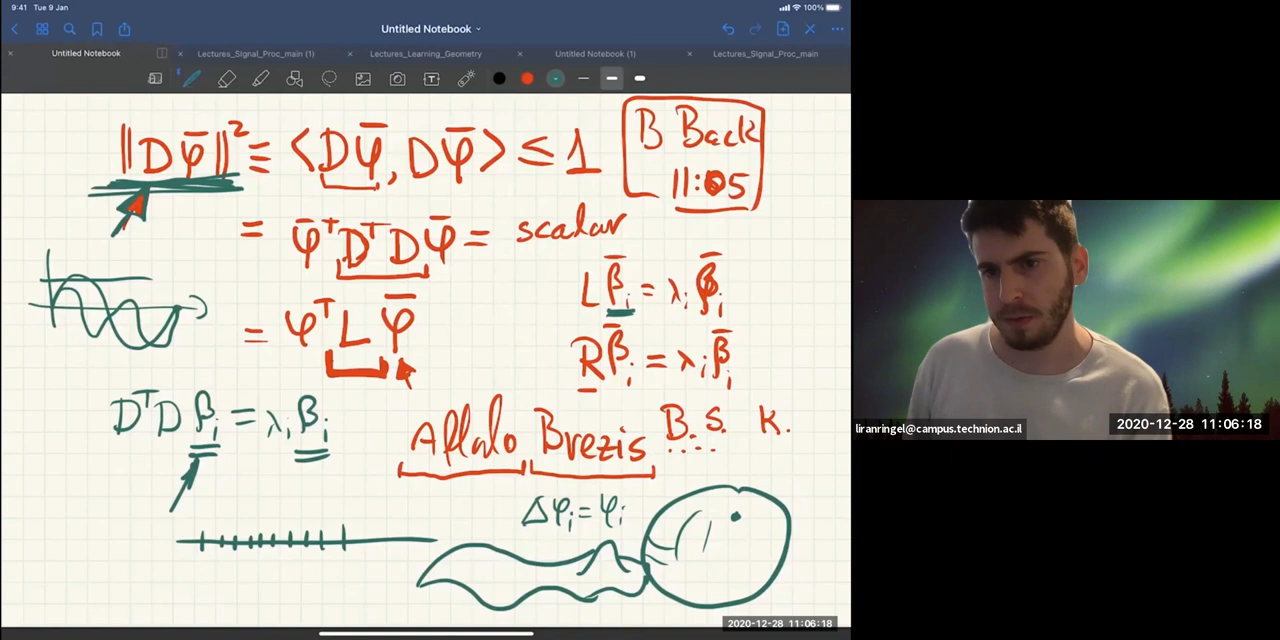 9:41 Tue 9 Jan
100%
Untitled Notebook
Untitled Notebook
Lectures_Signal_Proc_main (1)
Lectures_Learning_Geometry
Untitled Notebook (1)
Lectures_Signal_Proc_main
‖Dφ̄‖² ≡ ⟨Dφ̄, Dφ̄⟩ ≤ 1
B Back
11:05
= φ̄ᵀDᵀDφ̄ = scalar
Lβ̄ᵢ = λᵢβ̄ᵢ
= φᵀLφ̄
Rβ̄ᵢ = λᵢβ̄ᵢ
DᵀDβᵢ = λᵢβᵢ
Aflalo Brezis B. S. K.
Δφᵢ = φᵢ
liranringel@campus.technion.ac.il
2020-12-28 11:06:18
2020-12-28 11:06:18